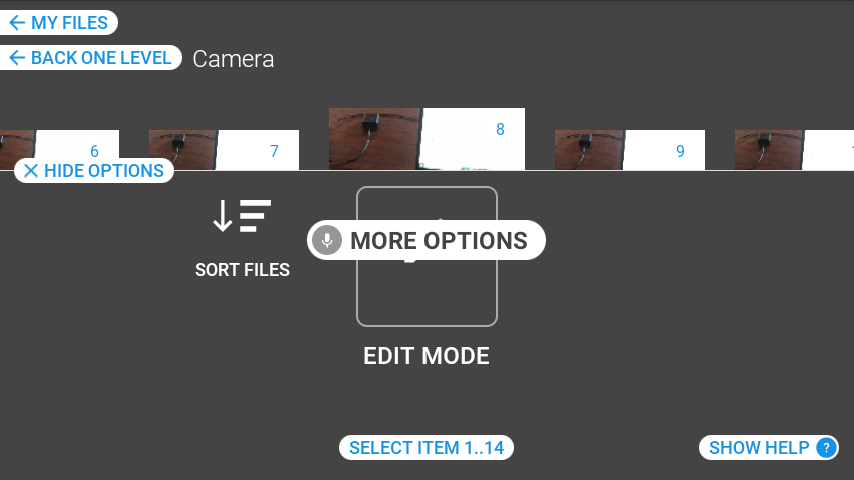 MY FILES
BACK ONE LEVEL Camera
6 7 8 9
HIDE OPTIONS
MORE OPTIONS
SORT FILES
EDIT MODE
SELECT ITEM 1..14
SHOW HELP ?